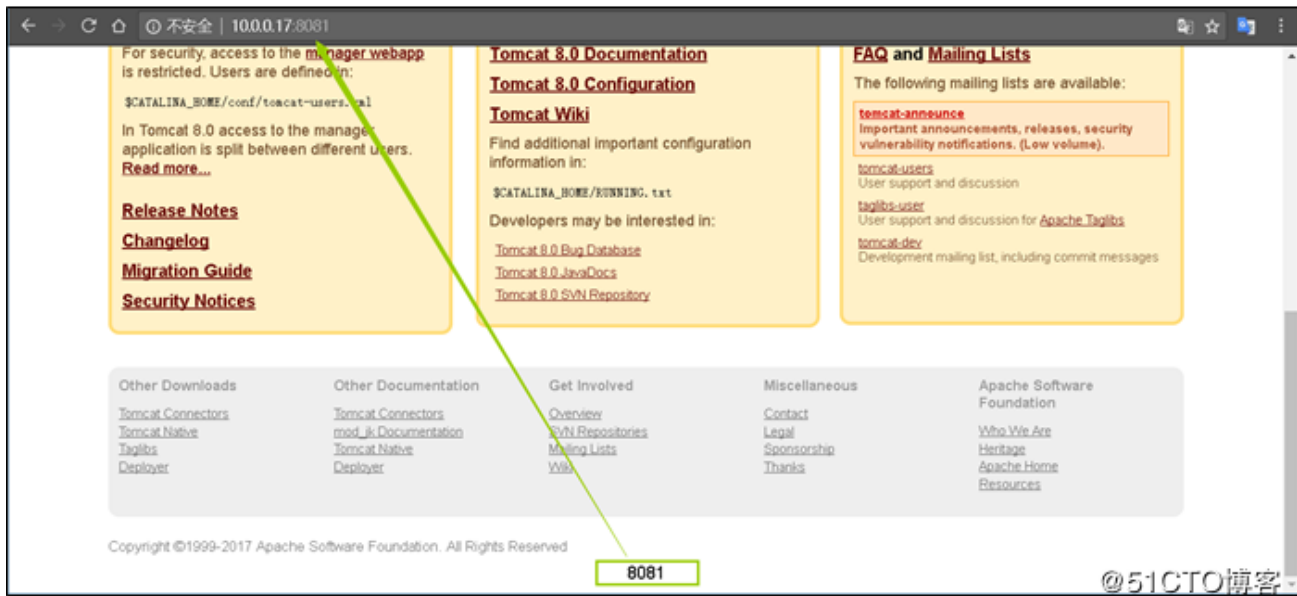 不安全 | 10.0.0.17:8081
For security, access to the manager webapp
is restricted. Users are defined in:
$CATALINA_HOME/conf/tomcat-users.xml
In Tomcat 8.0 access to the manager
application is split between different users.
Read more...
Release Notes
Changelog
Migration Guide
Security Notices
Tomcat 8.0 Documentation
Tomcat 8.0 Configuration
Tomcat Wiki
Find additional important configuration
information in:
$CATALINA_HOME/RUNNING.txt
Developers may be interested in:
Tomcat 8.0 Bug Database
Tomcat 8.0 JavaDocs
Tomcat 8.0 SVN Repository
FAQ and Mailing Lists
The following mailing lists are available:
tomcat-announce
Important announcements, releases, security
vulnerability notifications. (Low volume).
tomcat-users
User support and discussion
taglibs-user
User support and discussion for Apache Taglibs
tomcat-dev
Development mailing list, including commit messages
Other Downloads
Tomcat Connectors
Tomcat Native
Taglibs
Deployer
Other Documentation
Tomcat Connectors
mod_jk Documentation
Tomcat Native
Deployer
Get Involved
Overview
SVN Repositories
Mailing Lists
Wiki
Miscellaneous
Contact
Legal
Sponsorship
Thanks
Apache Software
Foundation
Who We Are
Heritage
Apache Home
Resources
Copyright ©1999-2017 Apache Software Foundation. All Rights Reserved
8081
@51CTO博客